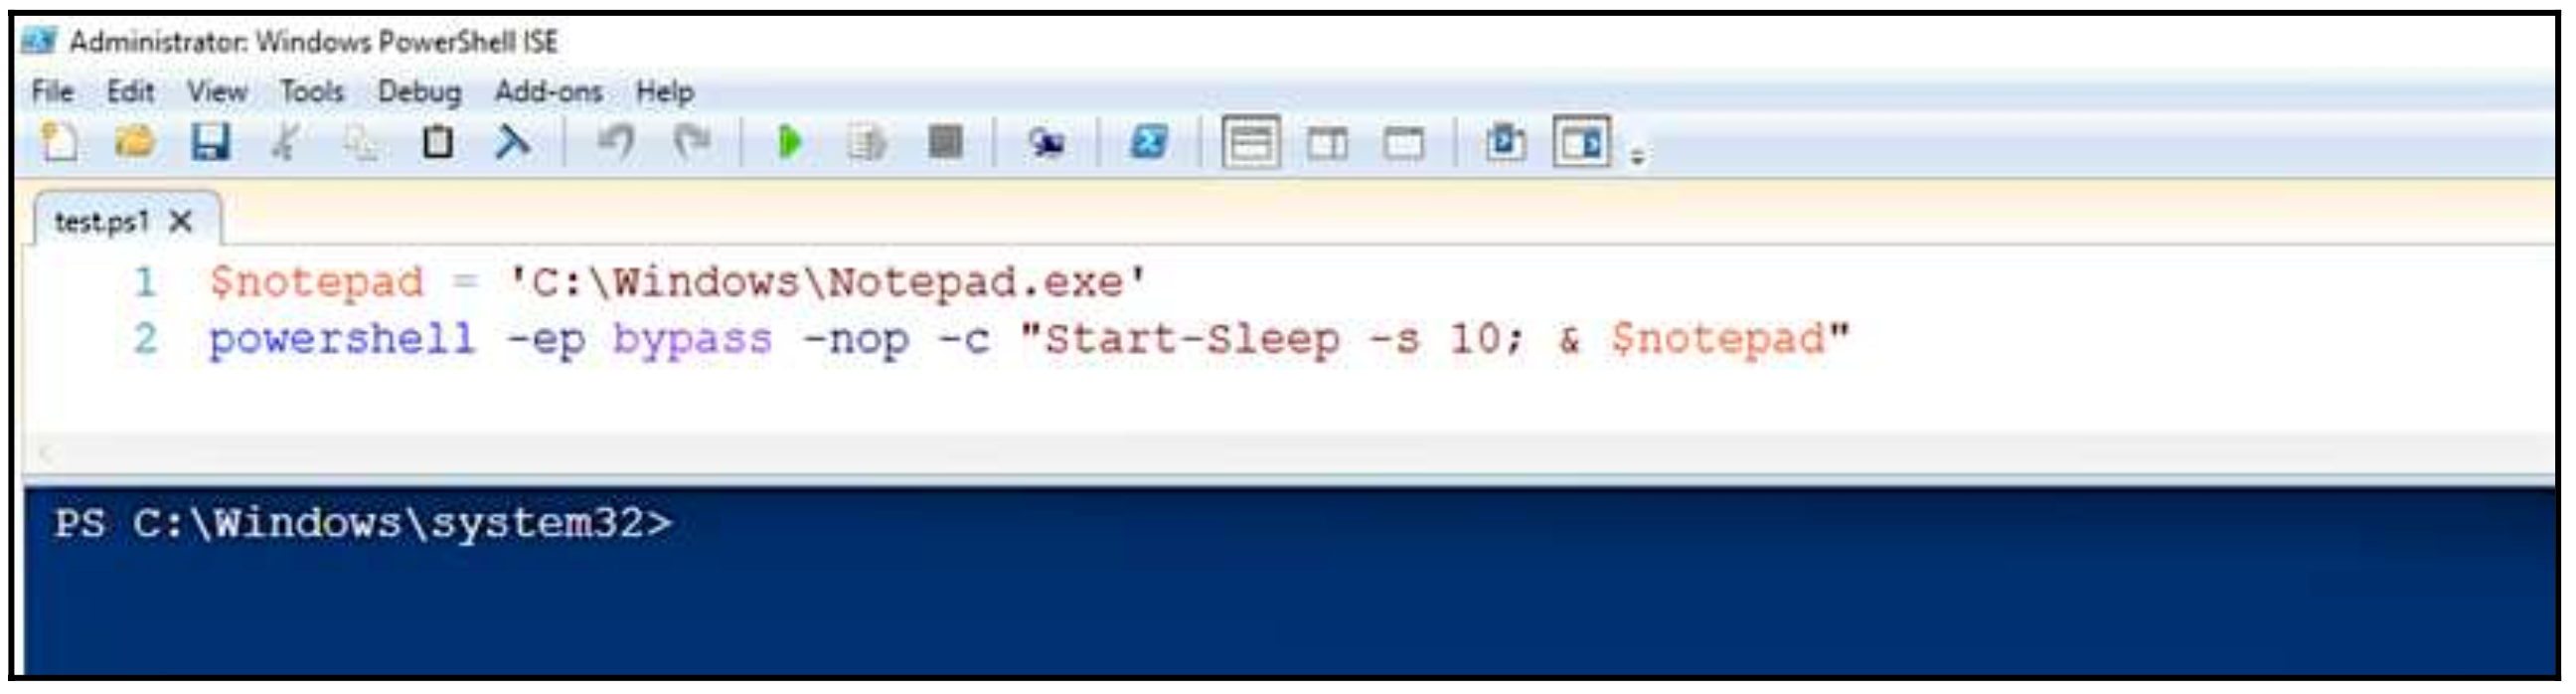 Administrator: Windows PowerShell ISE
File Edit View Tools Debug Add-ons Help
test.ps1 X
1 $notepad = 'C:\Windows\Notepad.exe'
2 powershell -ep bypass -nop -c "Start-Sleep -s 10; & $notepad"
PS C:\Windows\system32>